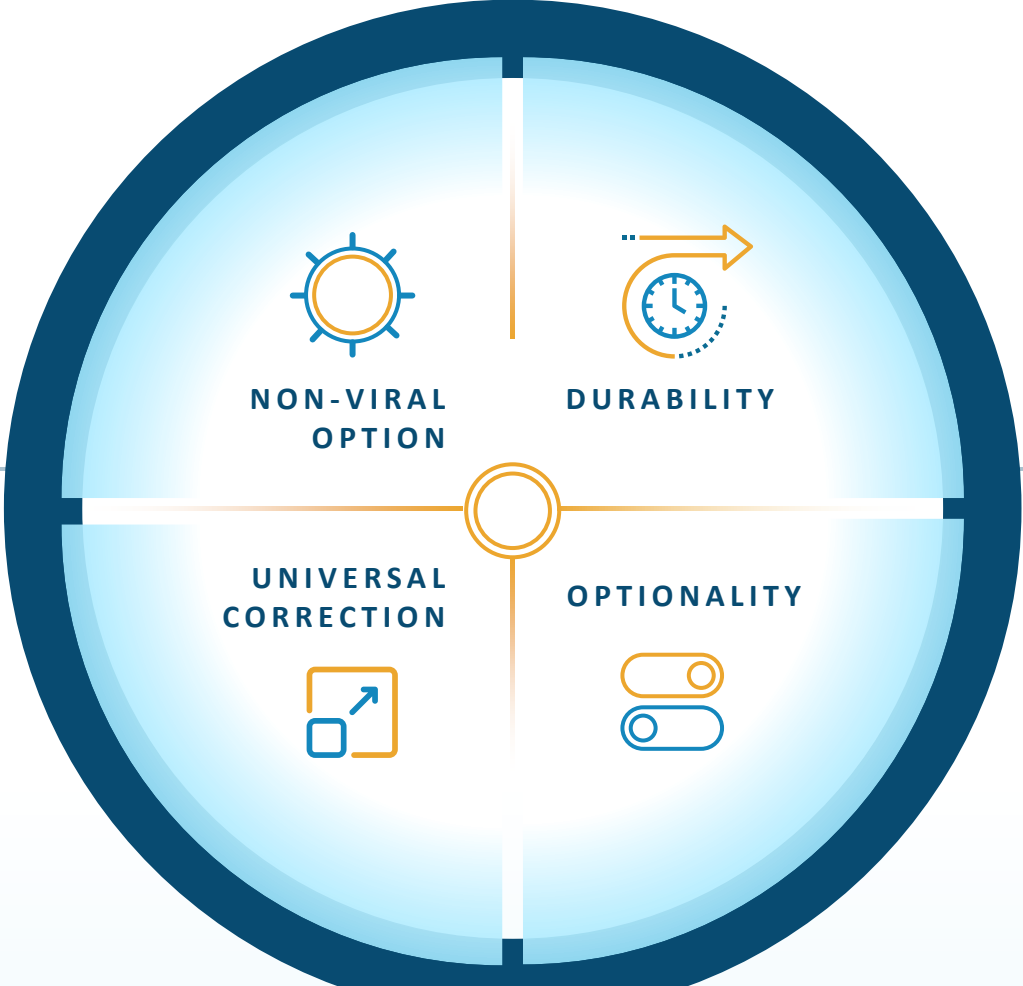 NON-VIRAL
OPTION
DURABILITY
UNIVERSAL
CORRECTION
OPTIONALITY